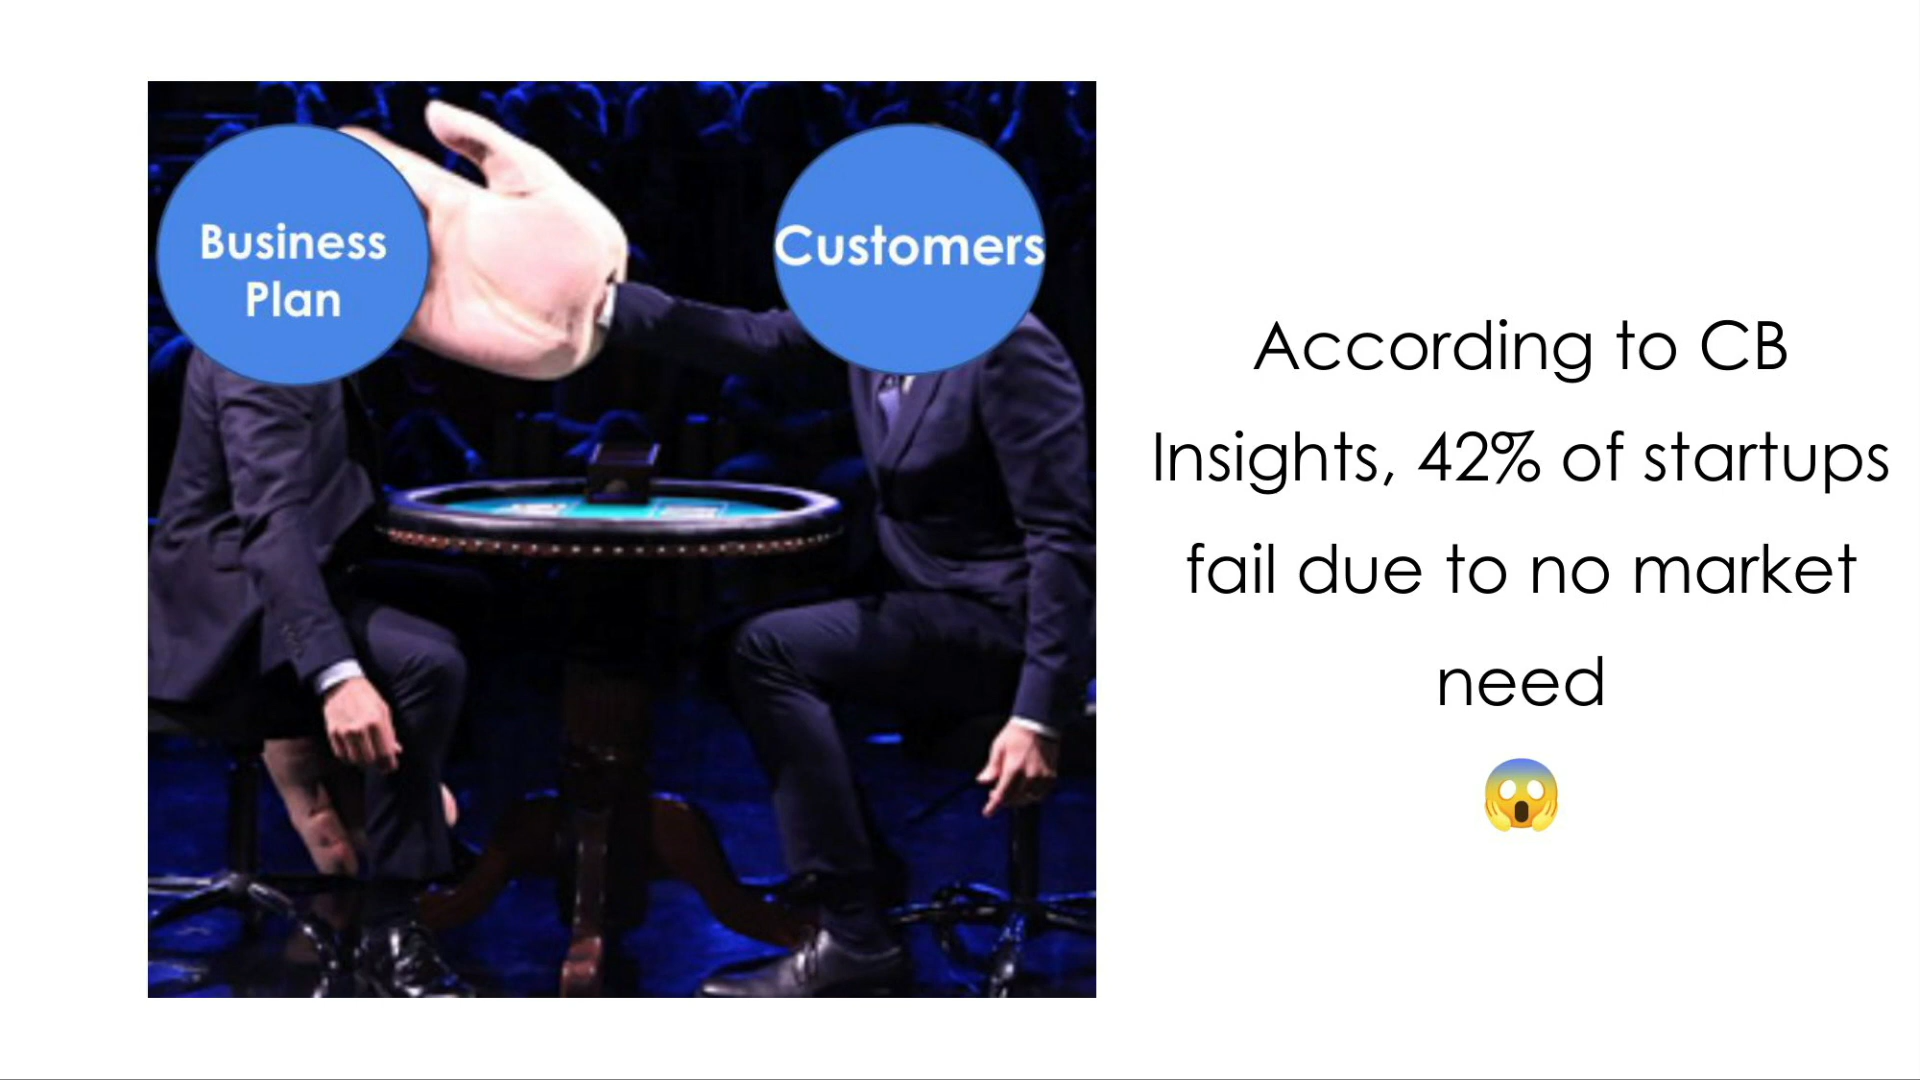 Business
Plan
Customers
According to CB
Insights, 42% of startups
fail due to no market
need
😱